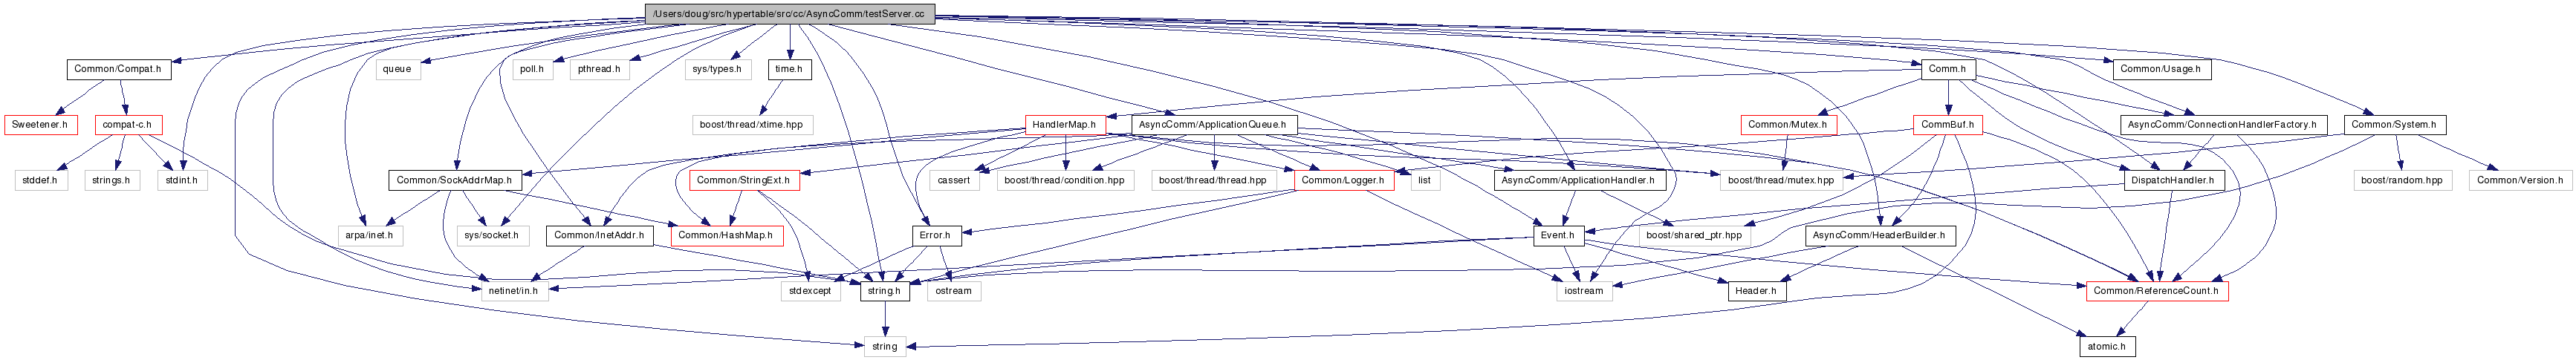 /Users/doug/src/hypertable/src/cc/AsyncComm/testServer.cc
Common/Compat.h
queue
poll.h
pthread.h
sys/types.h
time.h
Comm.h
Common/Usage.h
Sweetener.h
compat-c.h
boost/thread/xtime.hpp
HandlerMap.h
AsyncComm/ApplicationQueue.h
Common/Mutex.h
CommBuf.h
AsyncComm/ConnectionHandlerFactory.h
Common/System.h
stddef.h
strings.h
stdint.h
Common/SockAddrMap.h
Common/StringExt.h
cassert
boost/thread/condition.hpp
boost/thread/thread.hpp
Common/Logger.h
list
AsyncComm/ApplicationHandler.h
boost/thread/mutex.hpp
DispatchHandler.h
boost/random.hpp
Common/Version.h
arpa/inet.h
sys/socket.h
Common/InetAddr.h
Common/HashMap.h
Error.h
Event.h
boost/shared_ptr.hpp
AsyncComm/HeaderBuilder.h
netinet/in.h
stdexcept
string.h
ostream
iostream
Header.h
Common/ReferenceCount.h
string
atomic.h